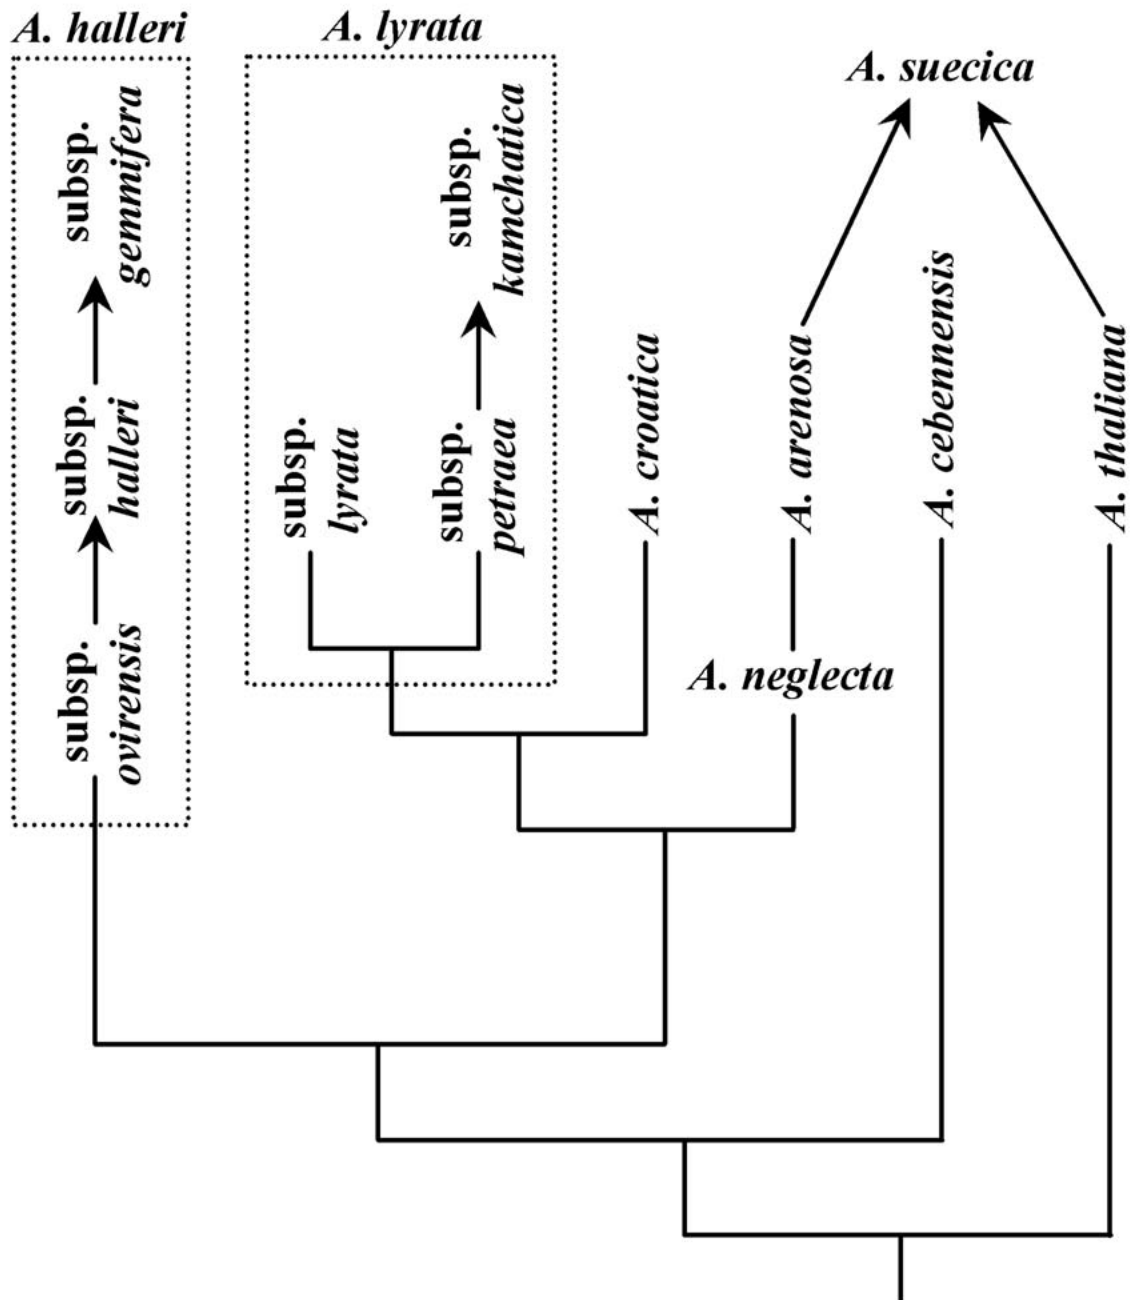 A. halleri
A. lyrata
A. suecica
subsp.
gemmifera
subsp.
kamchatica
subsp.
halleri
subsp.
lyrata
subsp.
petraea
A. croatica
A. arenosa
A. cebennensis
A. thaliana
subsp.
ovirensis
A. neglecta